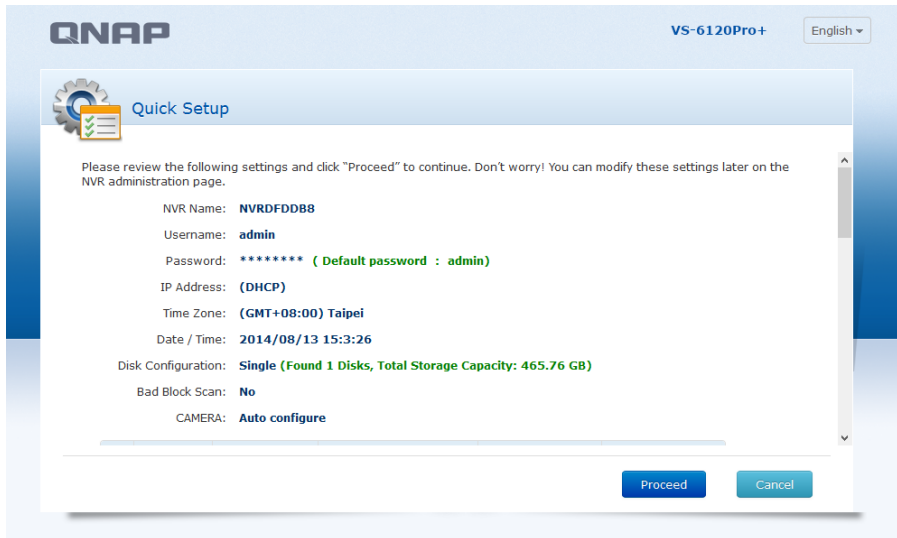 QNAP
VS-6120Pro+
English
Quick Setup
Please review the following settings and click “Proceed” to continue. Don’t worry! You can modify these settings later on the
NVR administration page.
NVR Name: NVRDFDDB8
Username: admin
Password: ******** ( Default password : admin)
IP Address: (DHCP)
Time Zone: (GMT+08:00) Taipei
Date / Time: 2014/08/13 15:3:26
Disk Configuration: Single (Found 1 Disks, Total Storage Capacity: 465.76 GB)
Bad Block Scan: No
CAMERA: Auto configure
Proceed
Cancel